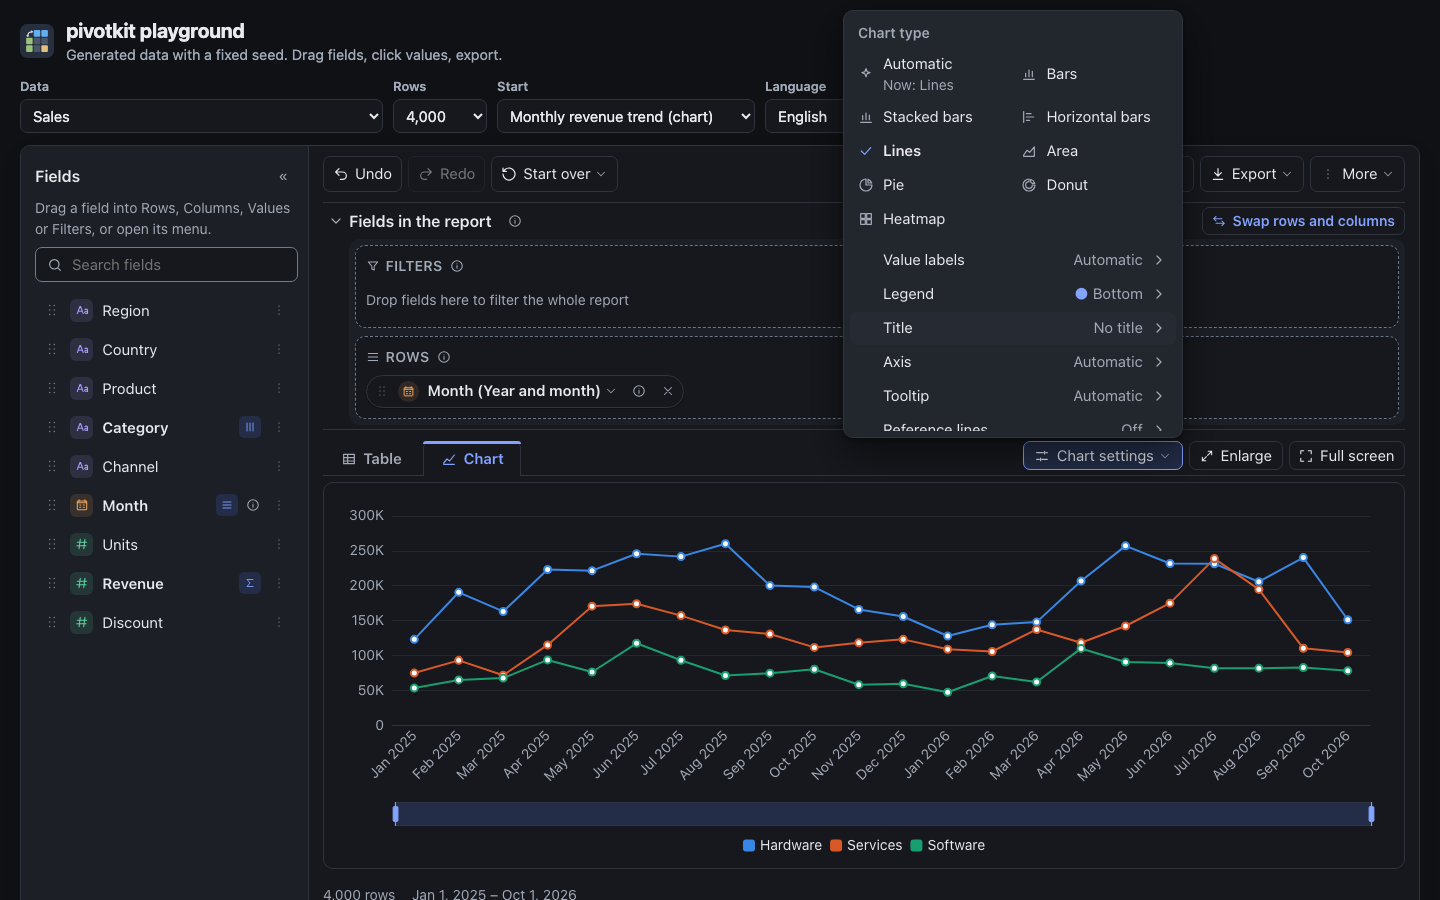 pivotkit playground
Generated data with a fixed seed. Drag fields, click values, export.
Data
Rows
Start
Language
Sales
4,000
Monthly revenue trend (chart)
English
Fields
«
Drag a field into Rows, Columns, Values
or Filters, or open its menu.
Search fields
Aa Region
Aa Country
Aa Product
Aa Category
Aa Channel
Month
# Units
# Revenue Σ
# Discount
Undo
Redo
Start over
Export
More
Fields in the report
Swap rows and columns
FILTERS
Drop fields here to filter the whole report
ROWS
Month (Year and month)
Chart type
Automatic
Now: Lines
Bars
Stacked bars
Horizontal bars
Lines
Area
Pie
Donut
Heatmap
Value labels Automatic
Legend Bottom
Title No title
Axis Automatic
Tooltip Automatic
Reference lines Off
Table
Chart
Chart settings
Enlarge
Full screen
300K
250K
200K
150K
100K
50K
0
Jan 2025
Feb 2025
Mar 2025
Apr 2025
May 2025
Jun 2025
Jul 2025
Aug 2025
Sep 2025
Oct 2025
Nov 2025
Dec 2025
Jan 2026
Feb 2026
Mar 2026
Apr 2026
May 2026
Jun 2026
Jul 2026
Aug 2026
Sep 2026
Oct 2026
Hardware Services Software
4,000 rows Jan 1, 2025 – Oct 1, 2026